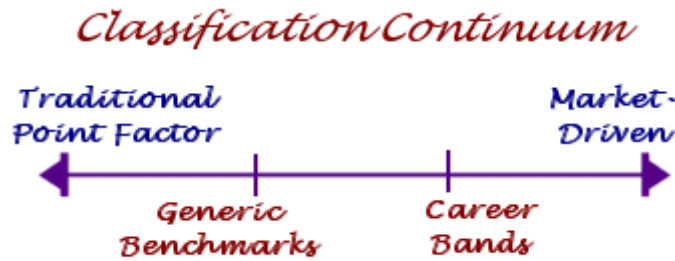 Classification Continuum
Traditional
Point Factor
Market-
Driven
Generic
Benchmarks
Career
Bands